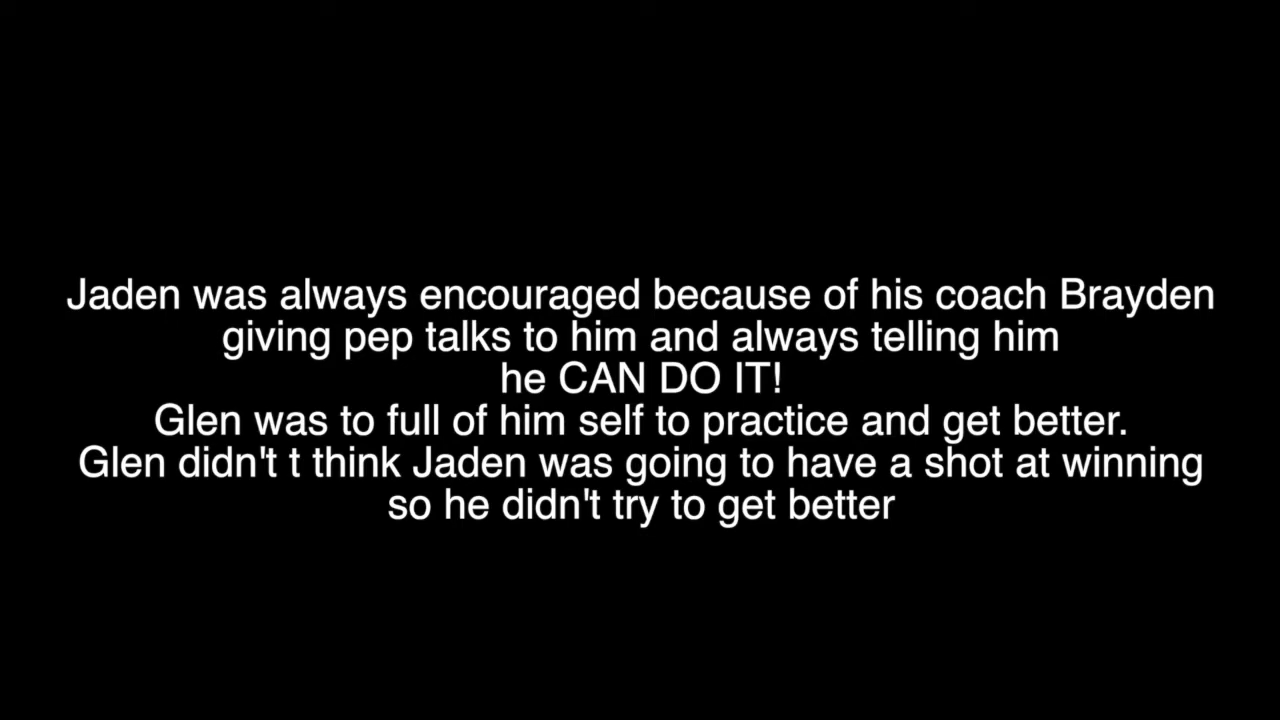 Jaden was always encouraged because of his coach Brayden
giving pep talks to him and always telling him
he CAN DO IT!
Glen was to full of him self to practice and get better.
Glen didn't t think Jaden was going to have a shot at winning
so he didn't try to get better